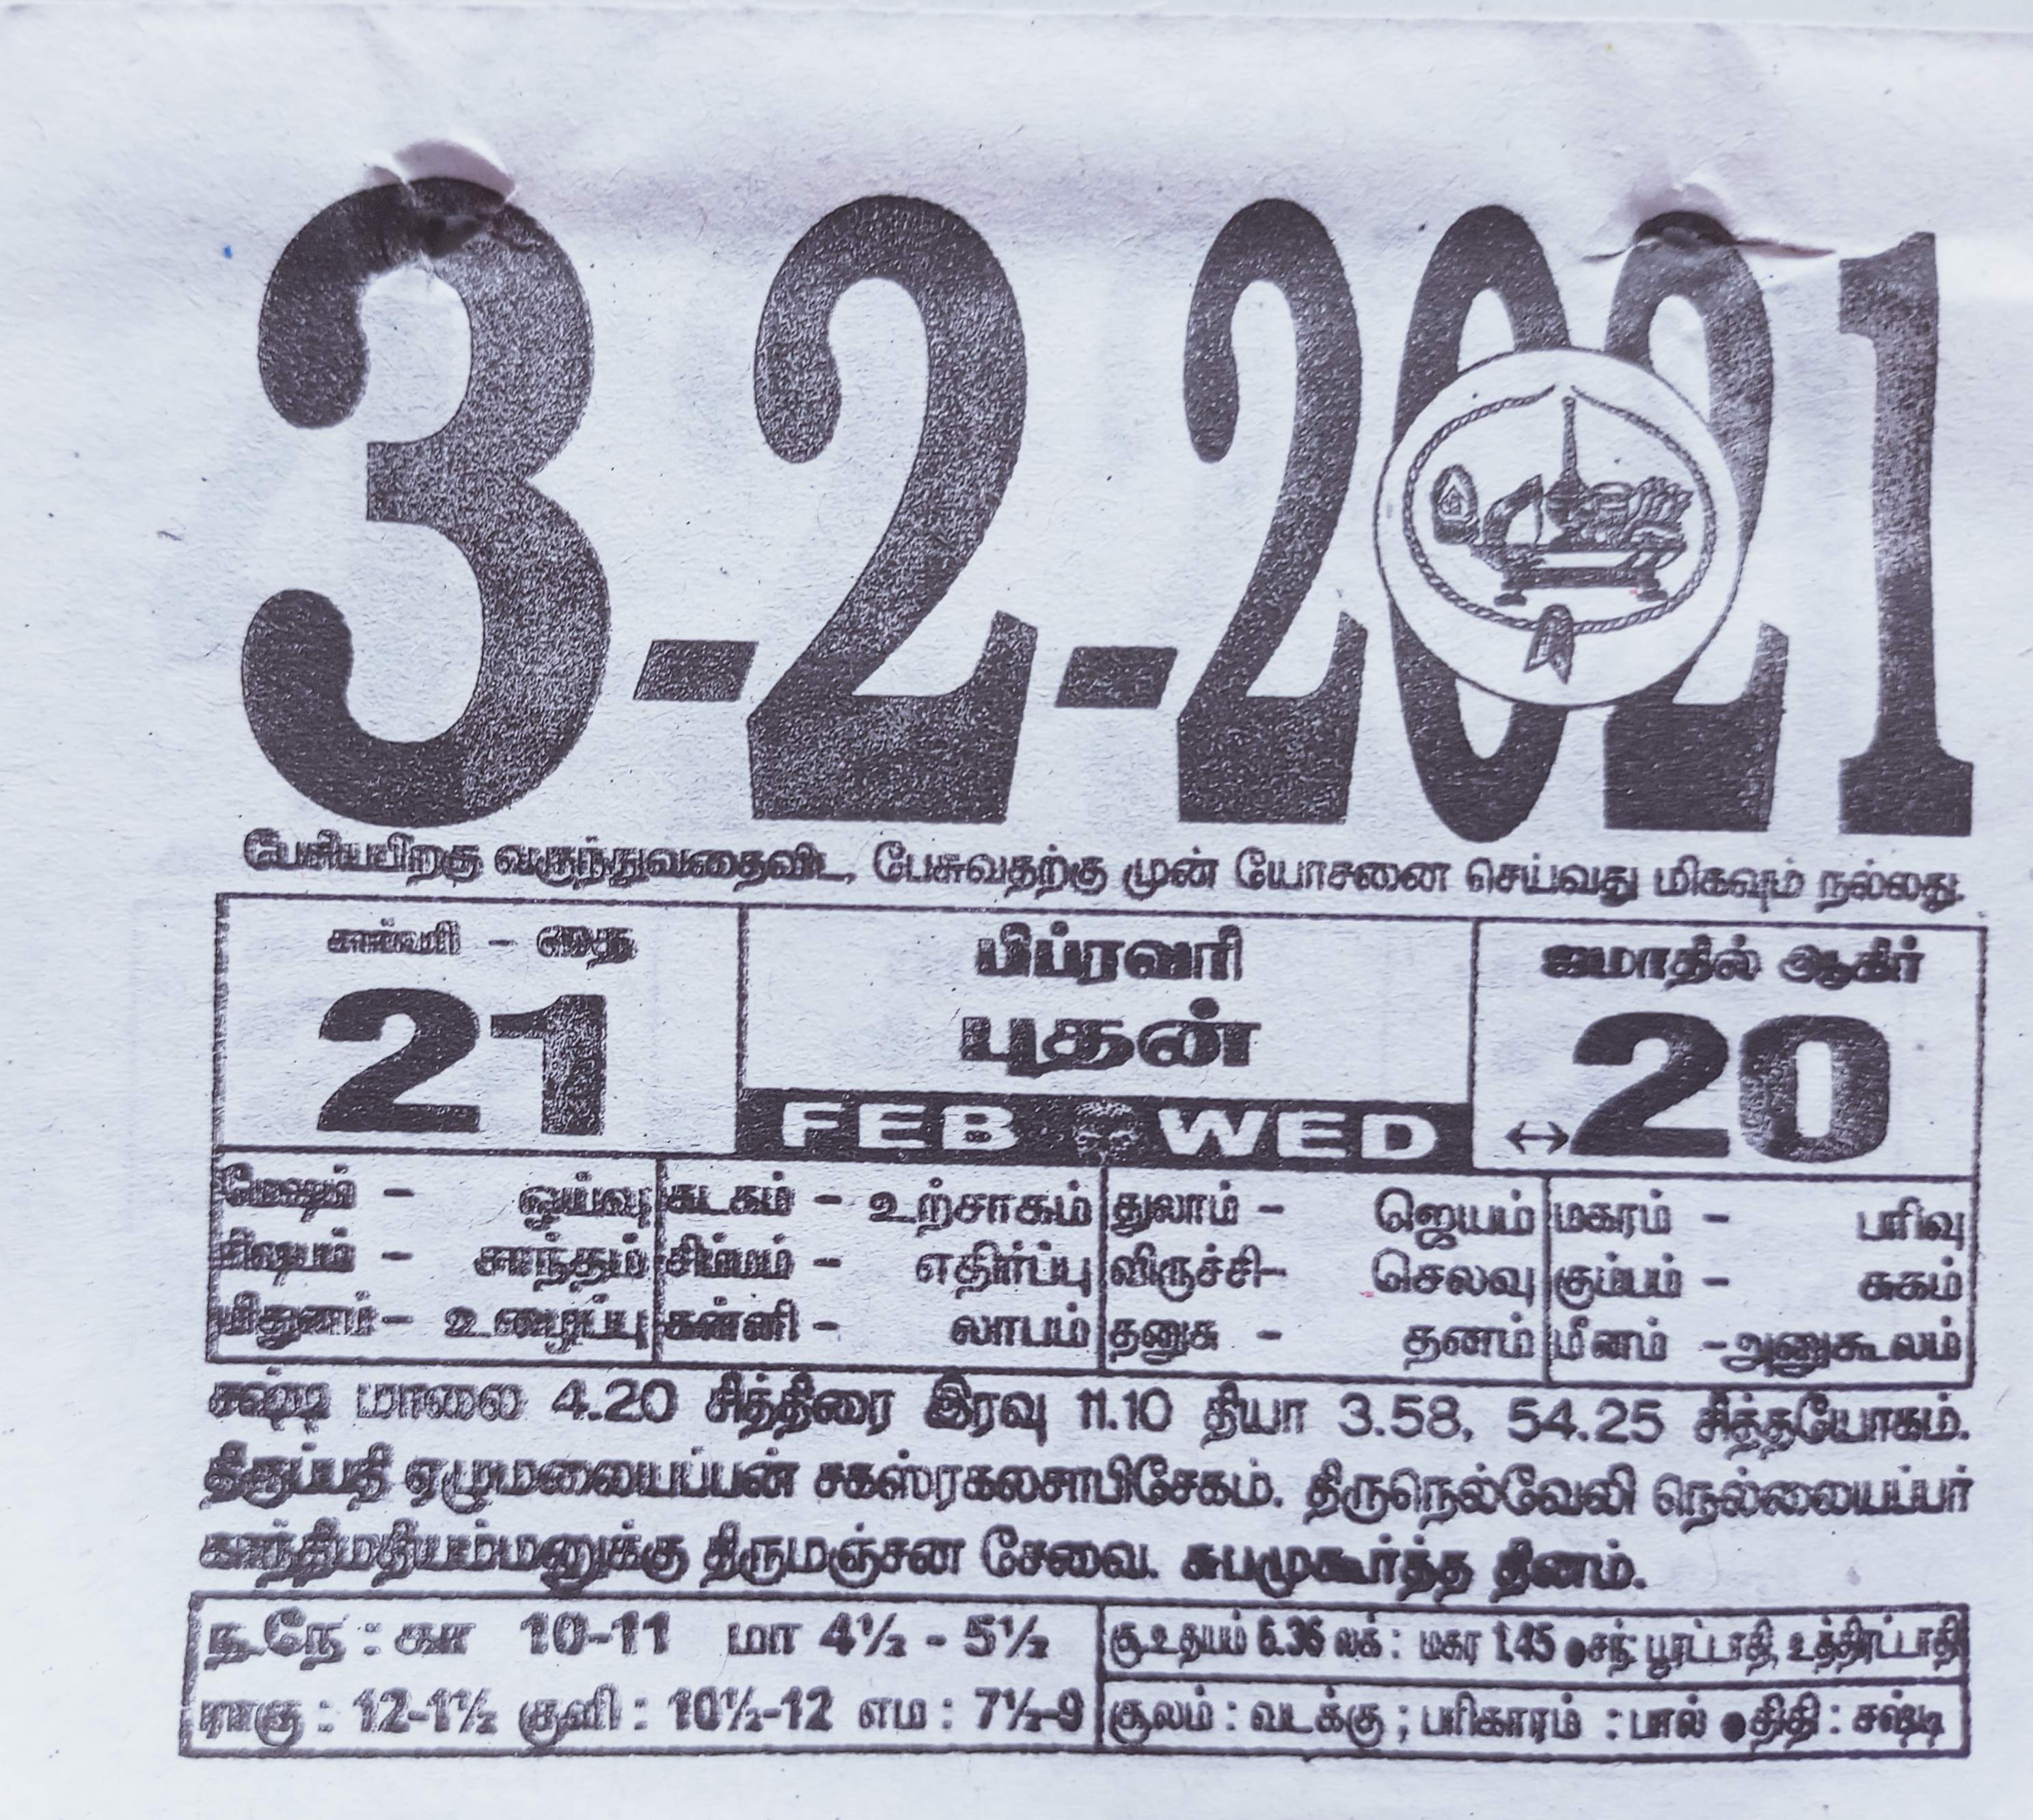 3-2-2021
பேசியபிறகு வருந்துவதைவிட, பேசுவதற்கு முன் யோசனை செய்வது மிகவும் நல்லது.
சார்வரி - தை
21
பிப்ரவரி
புதன்
FEB WED
ஜமாதில் ஆகிர்
↔20
மேஷம் - ஓய்வு கடகம் - உற்சாகம் துலாம் - ஜெயம் மகரம் - பரிவு
ரிஷபம் - சாந்தம் சிம்மம் - எதிர்ப்பு விருச்சி- செலவு கும்பம் - சுகம்
மிதுனம்- உழைப்பு கன்னி - லாபம் தனுசு - தனம் மீனம் -அனுகூலம்
சஷ்டி மாலை 4.20 சித்திரை இரவு 11.10 தியா 3.58, 54.25 சித்தயோகம்.
திருப்பதி ஏழுமலையப்பன் சகஸ்ரகலசாபிசேகம். திருநெல்வேலி நெல்லையப்பர்
காந்திமதியம்மனுக்கு திருமஞ்சன சேவை. சுபமுகூர்த்த தினம்.
ந.நே : கா 10-11 மா 4½ - 5½
ராகு : 12-1½ குளி : 10½-12 எம : 7½-9
சூ.உதயம் 6.36 லக் : மகர 1.45 ●சந். பூரட்டாதி, உத்திரட்டாதி
சூலம் : வடக்கு ; பரிகாரம் : பால் ●திதி : சஷ்டி